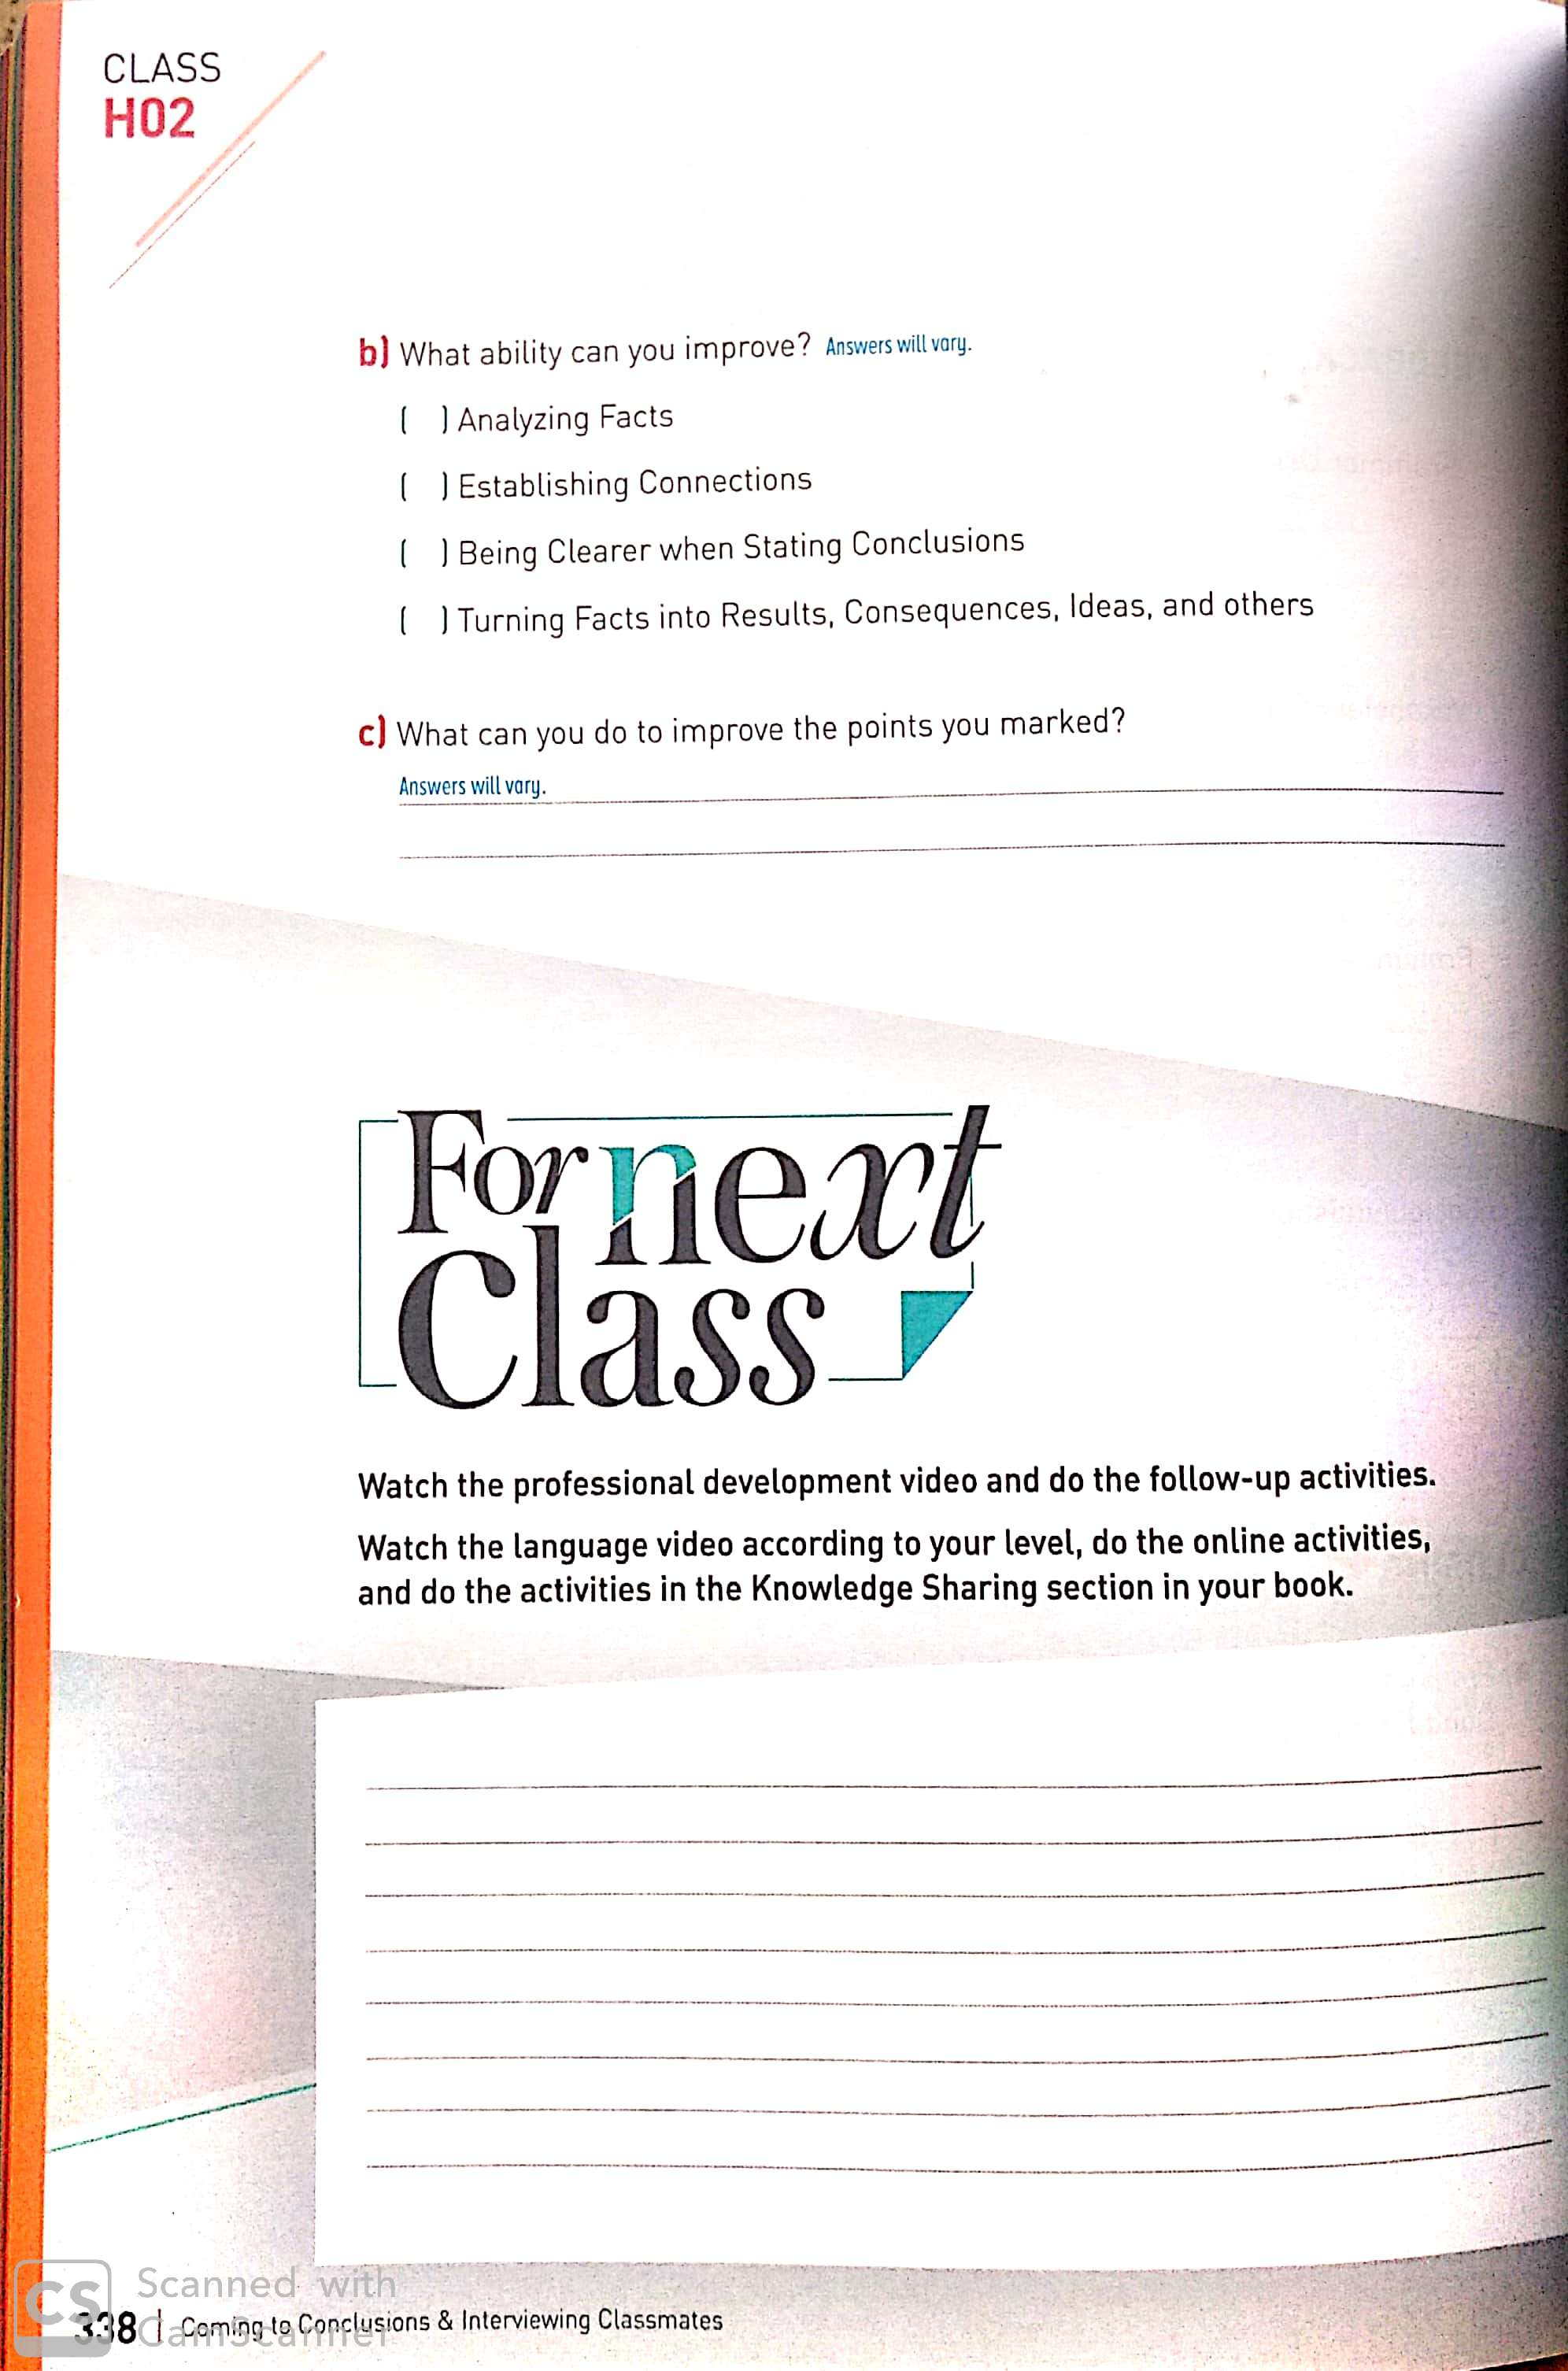 CLASS
H02
b) What ability can you improve? Answers will vary.
( ) Analyzing Facts
( ) Establishing Connections
( ) Being Clearer when Stating Conclusions
( ) Turning Facts into Results, Consequences, Ideas, and others
c) What can you do to improve the points you marked?
Answers will vary.
For next
Class
Watch the professional development video and do the follow-up activities.
Watch the language video according to your level, do the online activities,
and do the activities in the Knowledge Sharing section in your book.
CS Scanned with
CamScanner
338 | Coming to Conclusions & Interviewing Classmates